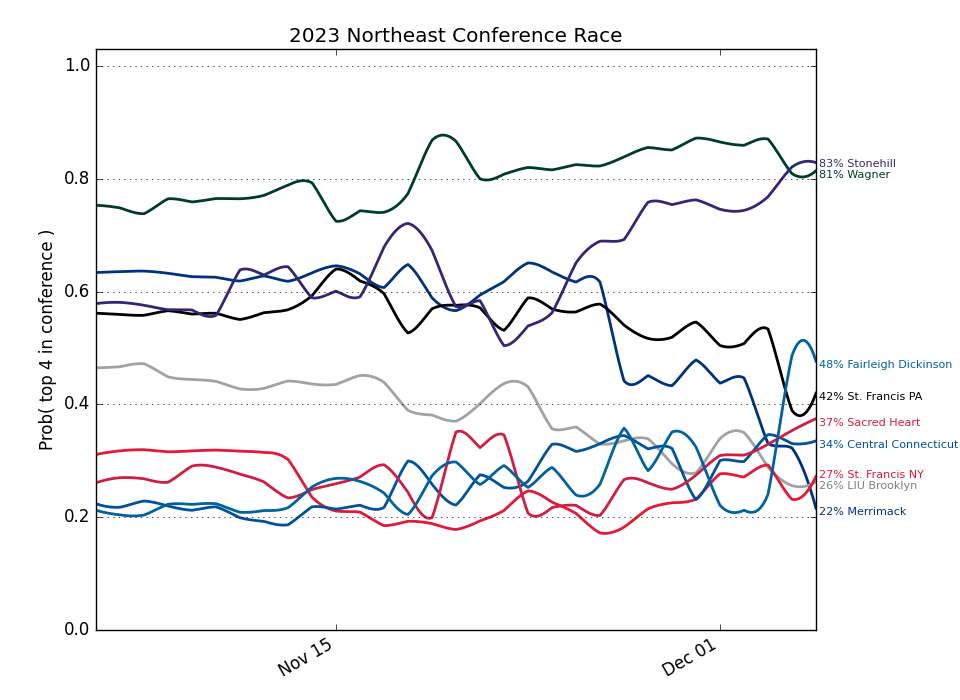 2023 Northeast Conference Race
Prob( top 4 in conference )
1.0
0.8
0.6
0.4
0.2
0.0
Nov 15
Dec 01
83% Stonehill
81% Wagner
48% Fairleigh Dickinson
42% St. Francis PA
37% Sacred Heart
34% Central Connecticut
27% St. Francis NY
26% LIU Brooklyn
22% Merrimack